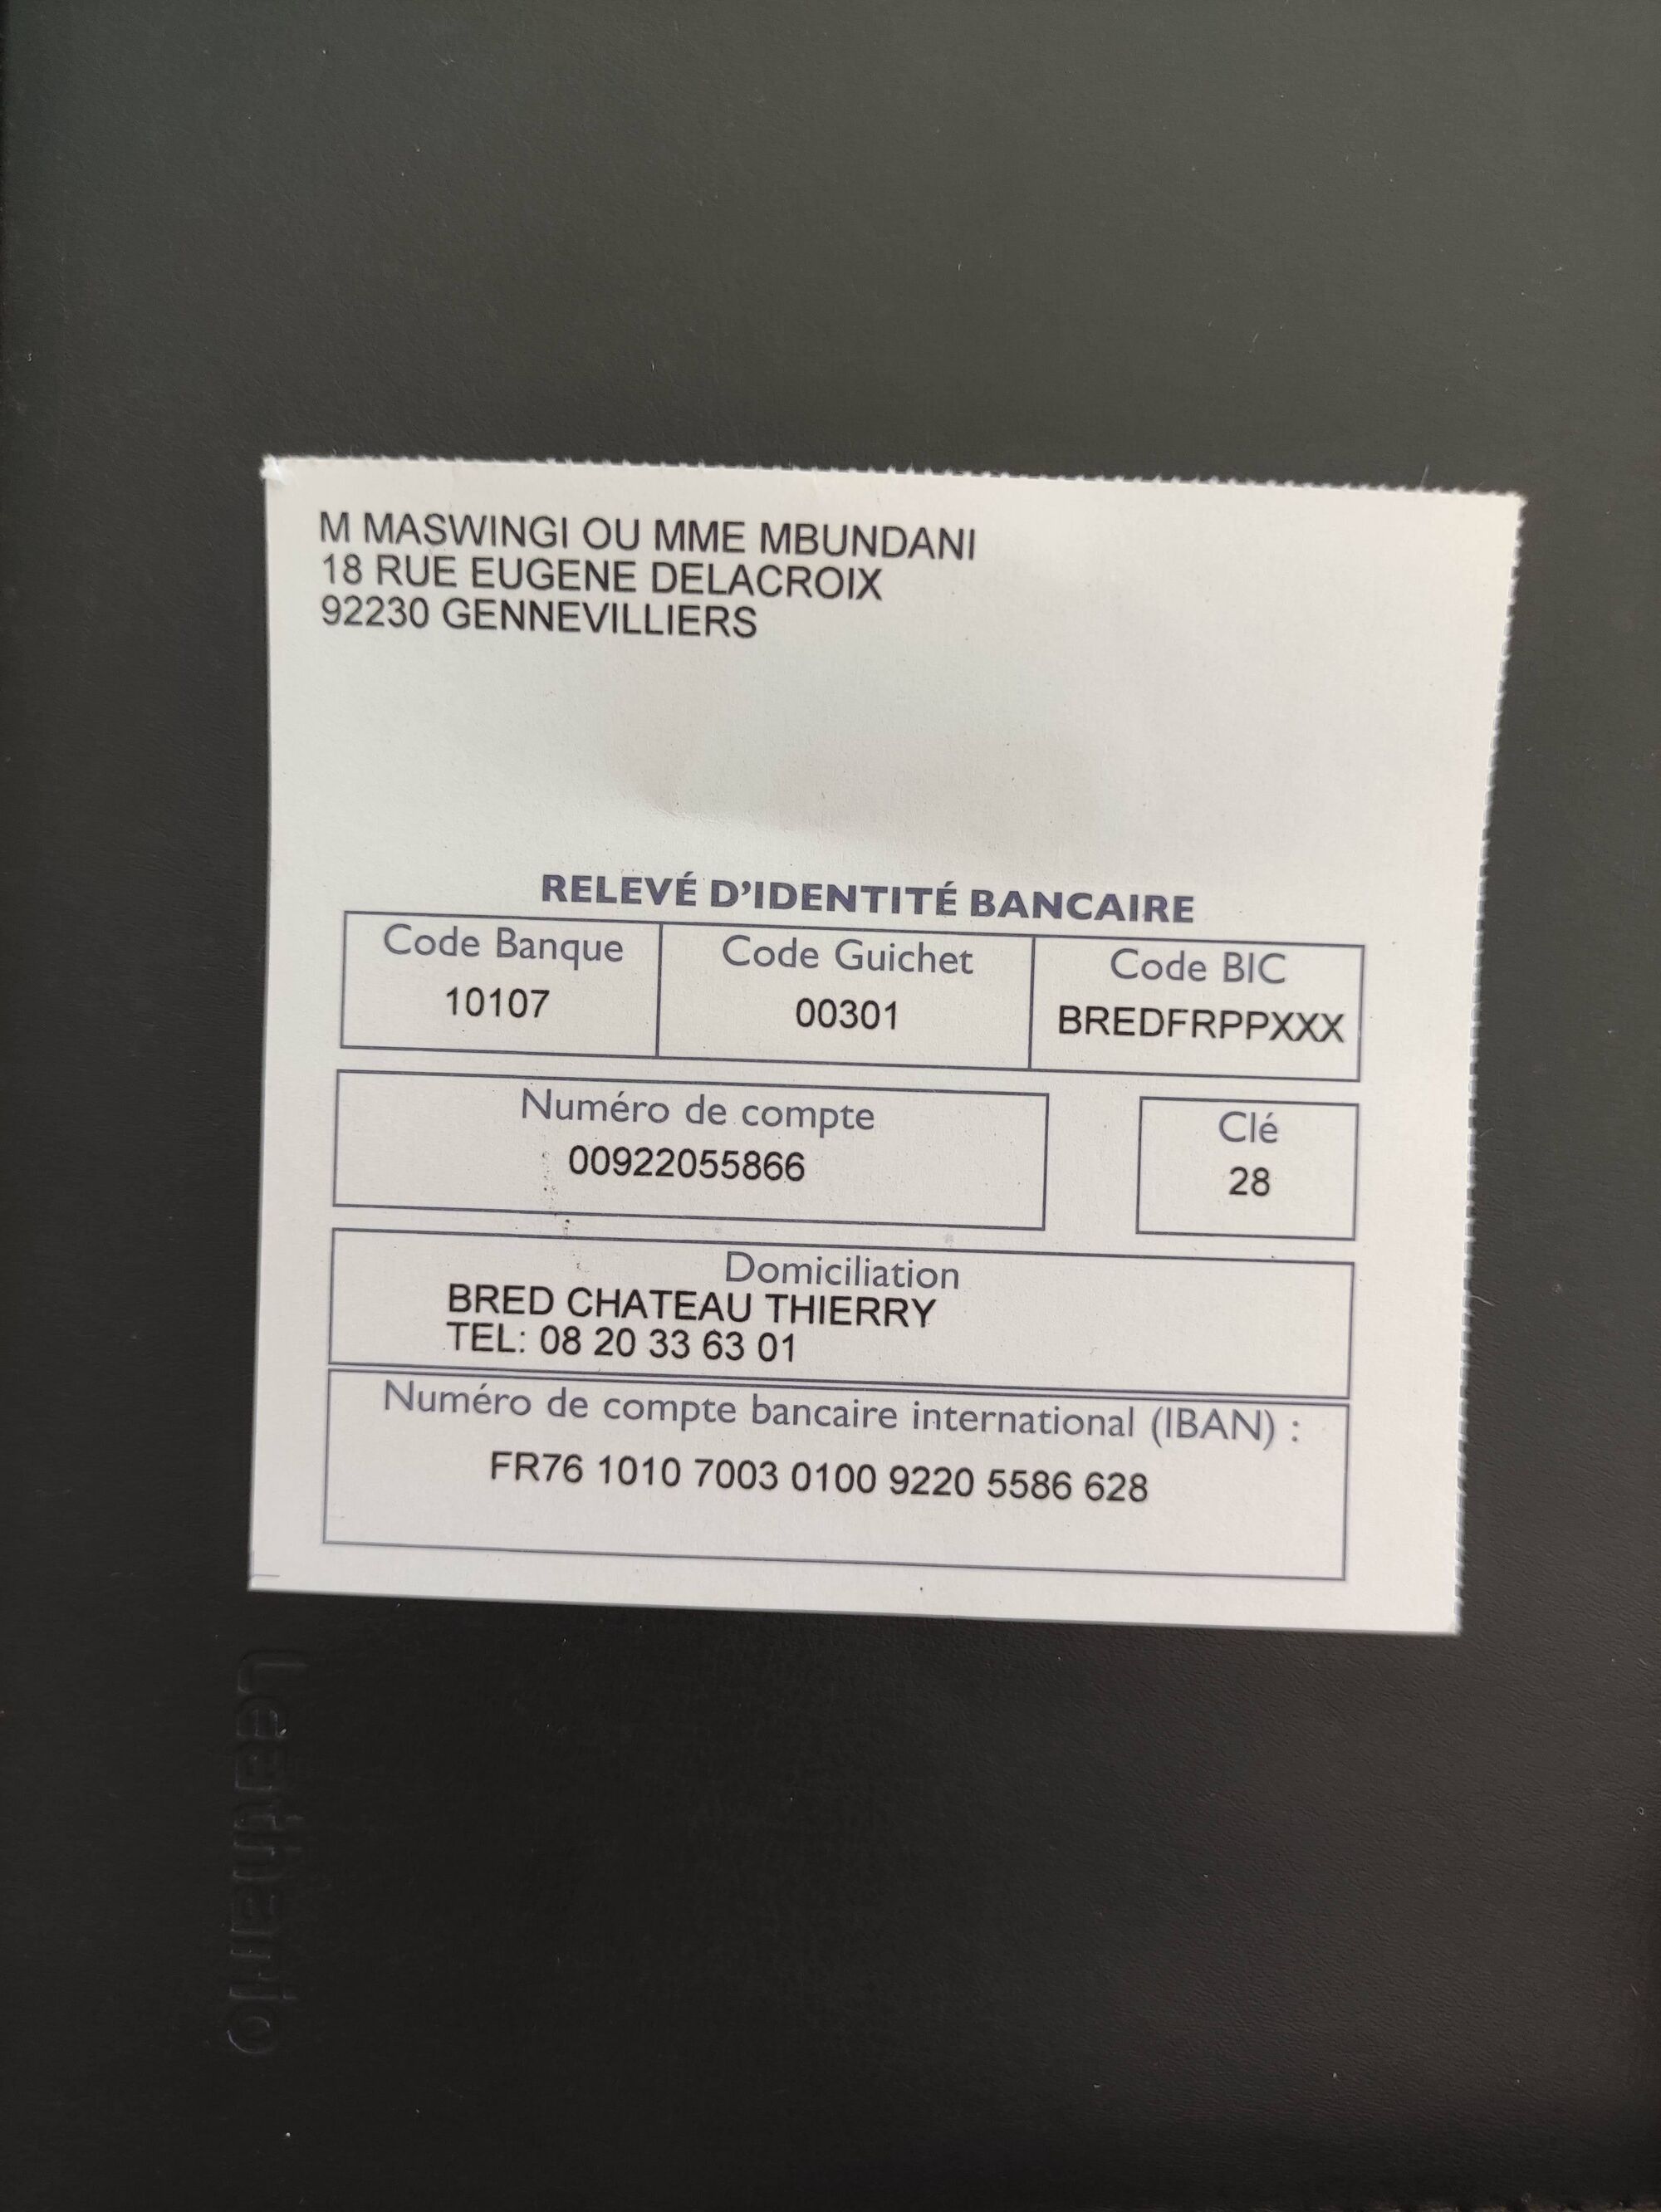 M MASWINGI OU MME MBUNDANI
18 RUE EUGENE DELACROIX
92230 GENNEVILLIERS
RELEVÉ D'IDENTITÉ BANCAIRE
Code Banque
10107
Code Guichet
00301
Code BIC
BREDFRPPXXX
Numéro de compte
00922055866
Clé
28
Domiciliation
BRED CHATEAU THIERRY
TEL: 08 20 33 63 01
Numéro de compte bancaire international (IBAN) :
FR76 1010 7003 0100 9220 5586 628